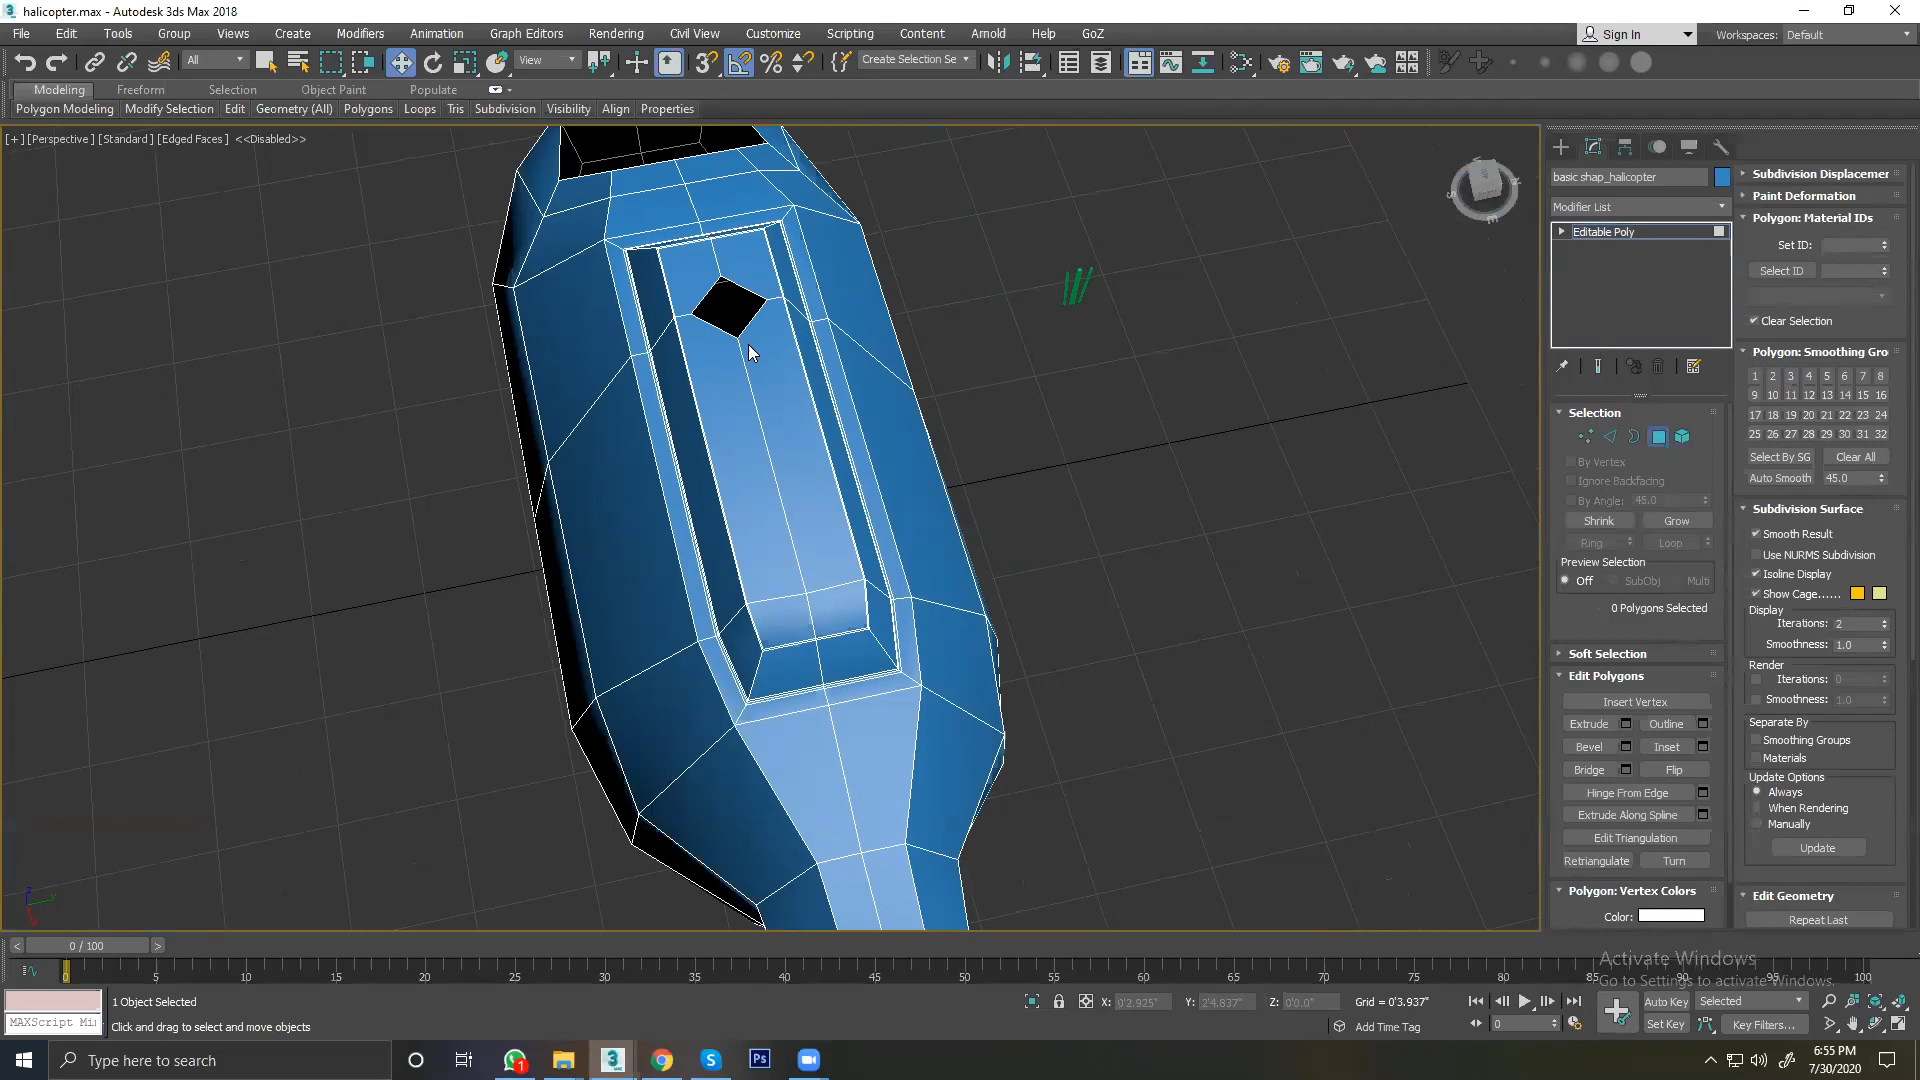 halicopter.max - Autodesk 3ds Max 2018
File Edit Tools Group Views Create Modifiers Animation Graph Editors Rendering Civil View Customize Scripting Content Arnold Help GoZ
Sign In Workspaces: Default
All View Create Selection Se
Modeling Freeform Selection Object Paint Populate
Polygon Modeling Modify Selection Edit Geometry (All) Polygons Loops Tris Subdivision Visibility Align Properties
[+] [Perspective] [Standard] [Edged Faces] <<Disabled>>
basic shap_halicopter
Modifier List
Editable Poly
Selection
By Vertex
Ignore Backfacing
By Angle: 45.0
Shrink Grow
Ring Loop
Preview Selection
Off SubObj Multi
0 Polygons Selected
Soft Selection
Edit Polygons
Insert Vertex
Extrude Outline
Bevel Inset
Bridge Flip
Hinge From Edge
Extrude Along Spline
Edit Triangulation
Retriangulate Turn
Polygon: Vertex Colors
Color:
Subdivision Displacemer
Paint Deformation
Polygon: Material IDs
Set ID:
Select ID
Clear Selection
Polygon: Smoothing Gro
1 2 3 4 5 6 7 8
9 10 11 12 13 14 15 16
17 18 19 20 21 22 23 24
25 26 27 28 29 30 31 32
Select By SG Clear All
Auto Smooth 45.0
Subdivision Surface
Smooth Result
Use NURMS Subdivision
Isoline Display
Show Cage......
Display
Iterations: 2
Smoothness: 1.0
Render
Iterations: 0
Smoothness: 1.0
Separate By
Smoothing Groups
Materials
Update Options
Always
When Rendering
Manually
Update
Edit Geometry
Repeat Last
0 / 100
0 5 10 15 20 25 30 35 40 45 50 55 60 65 70 75 80 85 90 95 100
Activate Windows
Go to Settings to activate Windows.
MAXScript Mi
1 Object Selected
Click and drag to select and move objects
X: 0'2.925" Y: 2'4.837" Z: 0'0.0" Grid = 0'3.937"
Add Time Tag
0
Auto Key Selected
Set Key Key Filters...
Type here to search
1
6:55 PM
7/30/2020